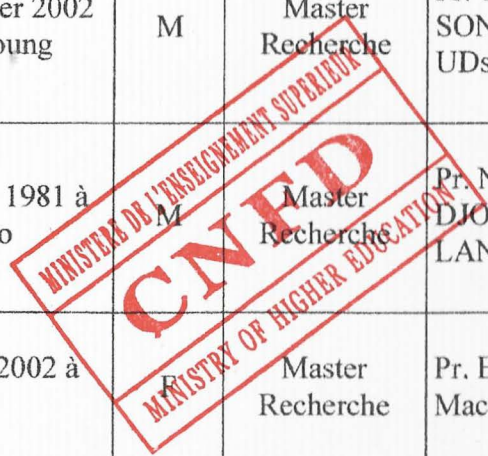 er 2002
oung
M
Master
Recherche
SON
UDs
1981 à
o
M
Master
Recherche
Pr. N
DJO
LAN
2002 à
F
Master
Recherche
Pr. E
Mac
MINISTERE DE L'ENSEIGNEMENT SUPERIEUR
CNFD
MINISTRY OF HIGHER EDUCATION